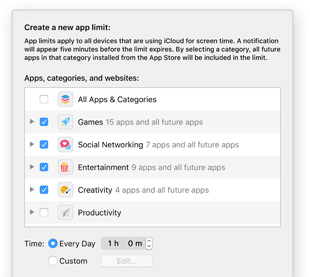 Create a new app limit:
App limits apply to all devices that are using iCloud for screen time. A notification
will appear five minutes before the limit expires. By selecting a category, all future
apps in that category installed from the App Store will be included in the limit.
Apps, categories, and websites:
All Apps & Categories
Games 15 apps and all future apps
Social Networking 7 apps and all future apps
Entertainment 9 apps and all future apps
Creativity 4 apps and all future apps
Productivity
Time: Every Day 1 h 0 m
Custom Edit...